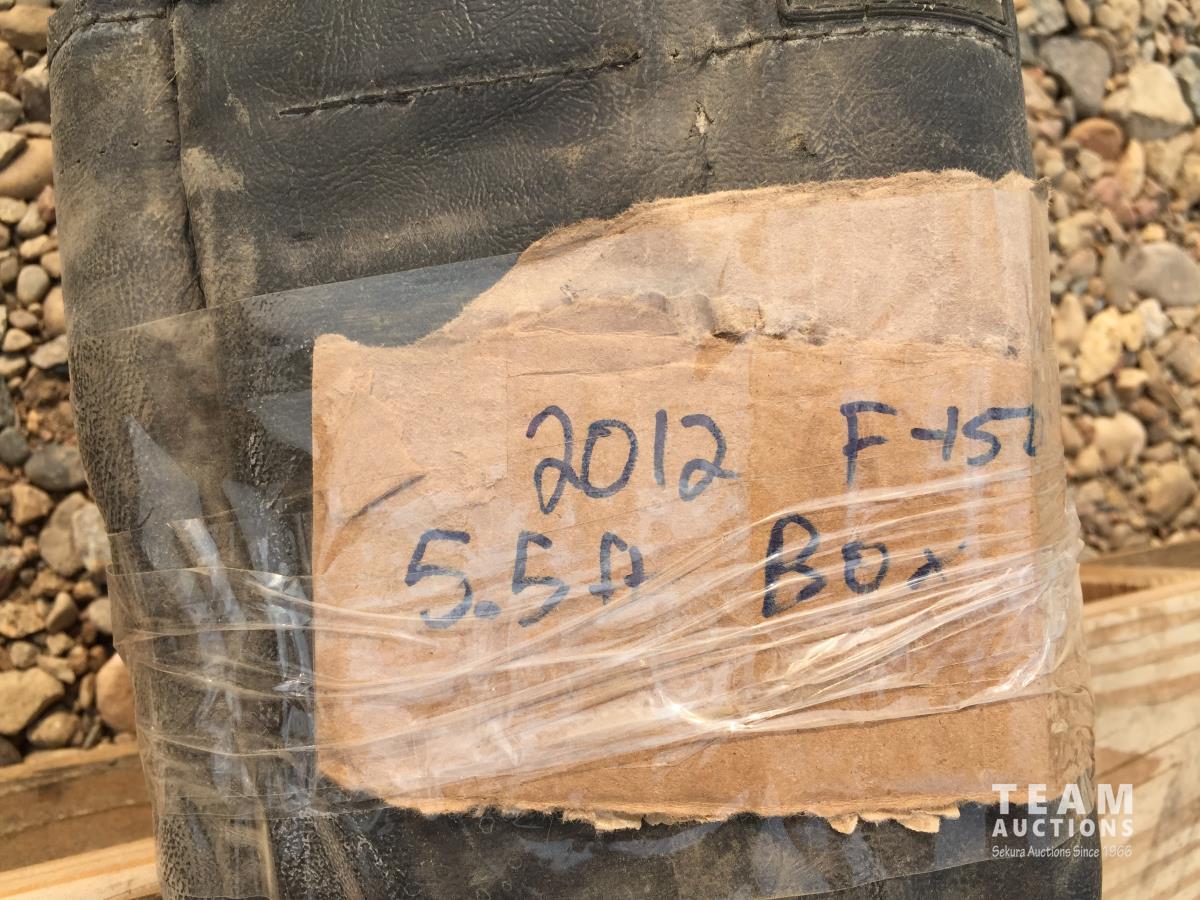 2012 F-150
5.5ft Box
TEAM
AUCTIONS
Sekura Auctions Since 1966